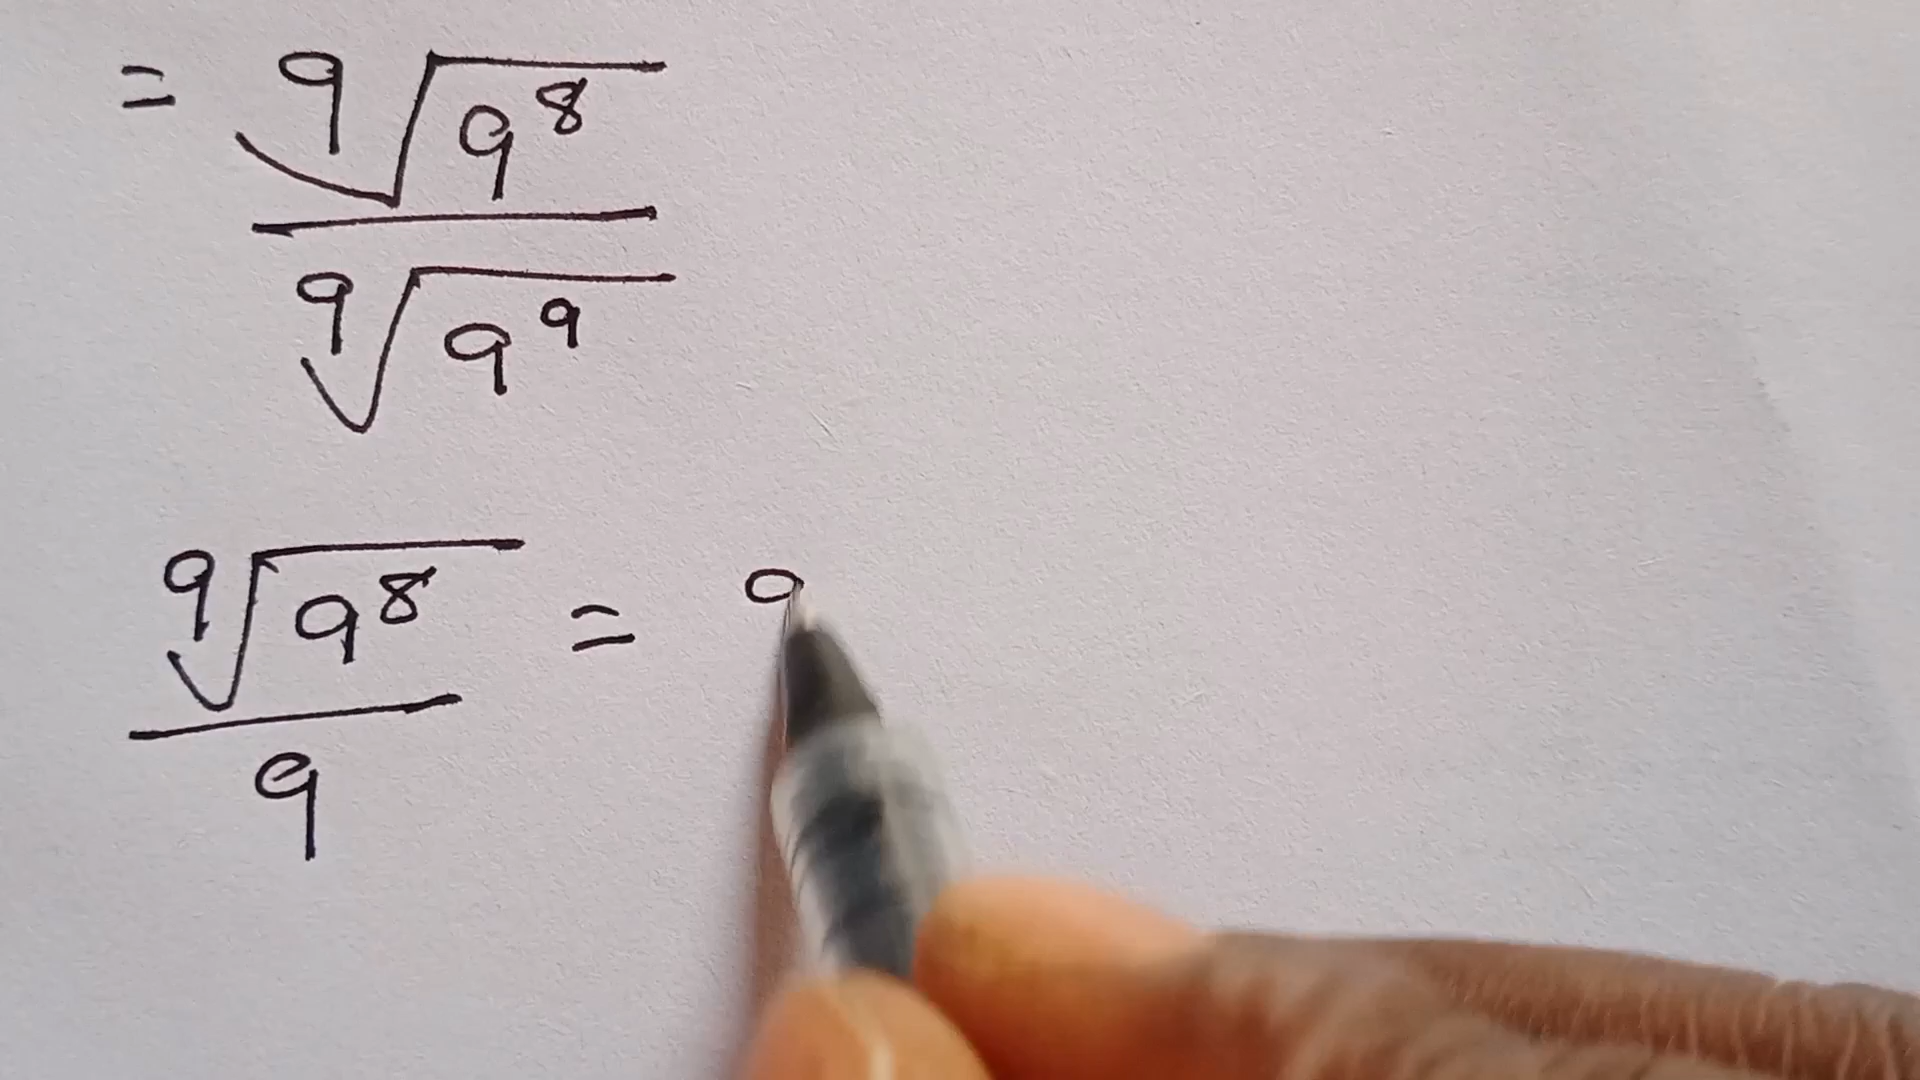 = ⁹√9⁸
⁹√9⁹
⁹√9⁸ = 9
9